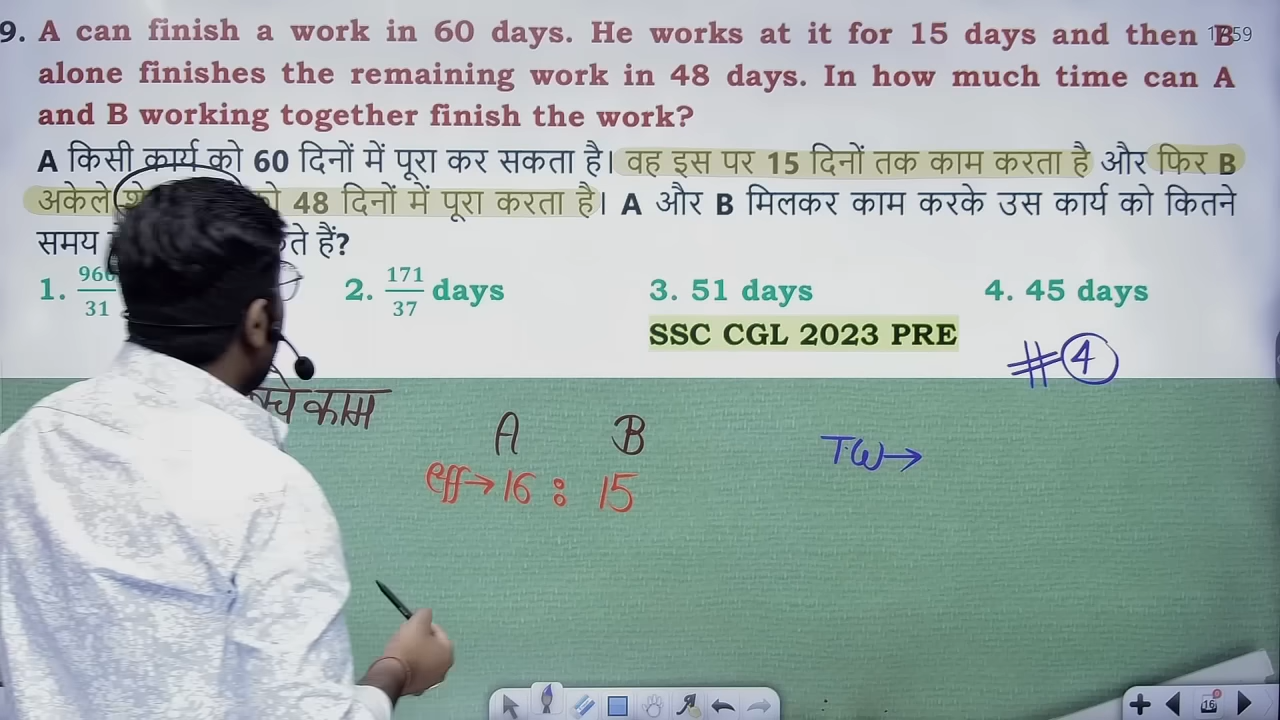 9. A can finish a work in 60 days. He works at it for 15 days and then B
alone finishes the remaining work in 48 days. In how much time can A
and B working together finish the work?
A किसी कार्य को 60 दिनों में पूरा कर सकता है। वह इस पर 15 दिनों तक काम करता है और फिर B
अकेले 48 दिनों में पूरा करता है। A और B मिलकर काम करके उस कार्य को कितने
समय हैं?
1. 31 2. 171/37 days 3. 51 days 4. 45 days
SSC CGL 2023 PRE
#4
काम
A B
eff→16 : 15
T.W→
16